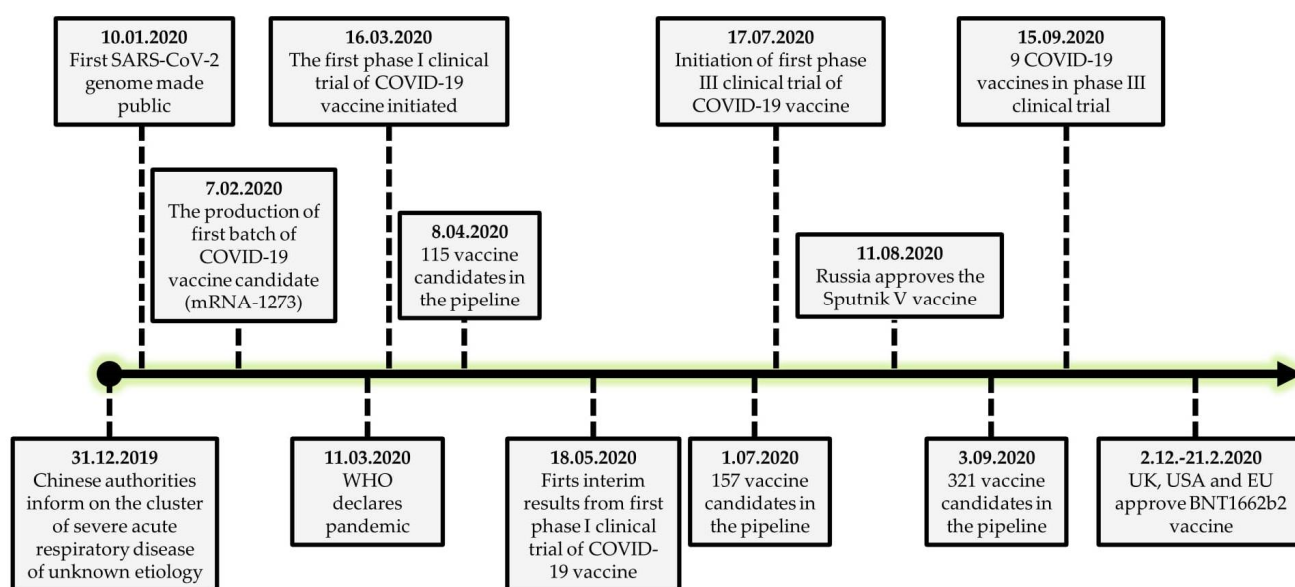 10.01.2020
First SARS-CoV-2
genome made
public
16.03.2020
The first phase I clinical
trial of COVID-19
vaccine initiated
17.07.2020
Initiation of first phase
III clinical trial of
COVID-19 vaccine
15.09.2020
9 COVID-19
vaccines in phase III
clinical trial
7.02.2020
The production of
first batch of
COVID-19
vaccine candidate
(mRNA-1273)
8.04.2020
115 vaccine
candidates in
the pipeline
11.08.2020
Russia approves the
Sputnik V vaccine
31.12.2019
Chinese authorities
inform on the cluster
of severe acute
respiratory disease
of unknown etiology
11.03.2020
WHO
declares
pandemic
18.05.2020
Firts interim
results from first
phase I clinical
trial of COVID-
19 vaccine
1.07.2020
157 vaccine
candidates in
the pipeline
3.09.2020
321 vaccine
candidates in
the pipeline
2.12.-21.2.2020
UK, USA and EU
approve BNT1662b2
vaccine